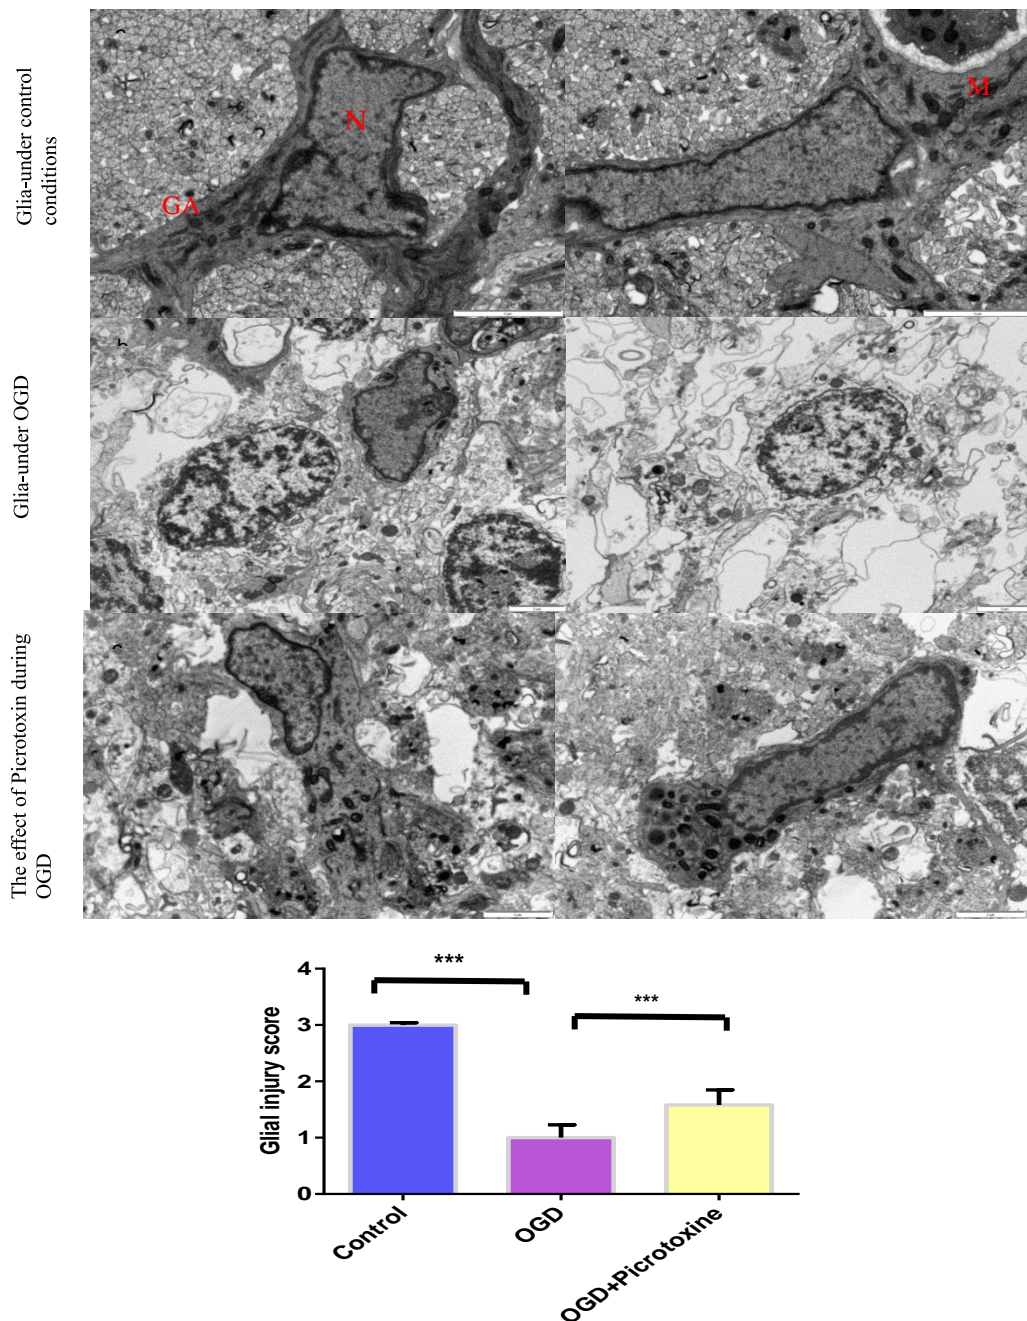 Glia-under control
conditions
N
GA
M
Glia-under OGD
The effect of Picrotoxin during
OGD
***
***
Glial injury score
4
3
2
1
0
Control
OGD
OGD+Picrotoxine